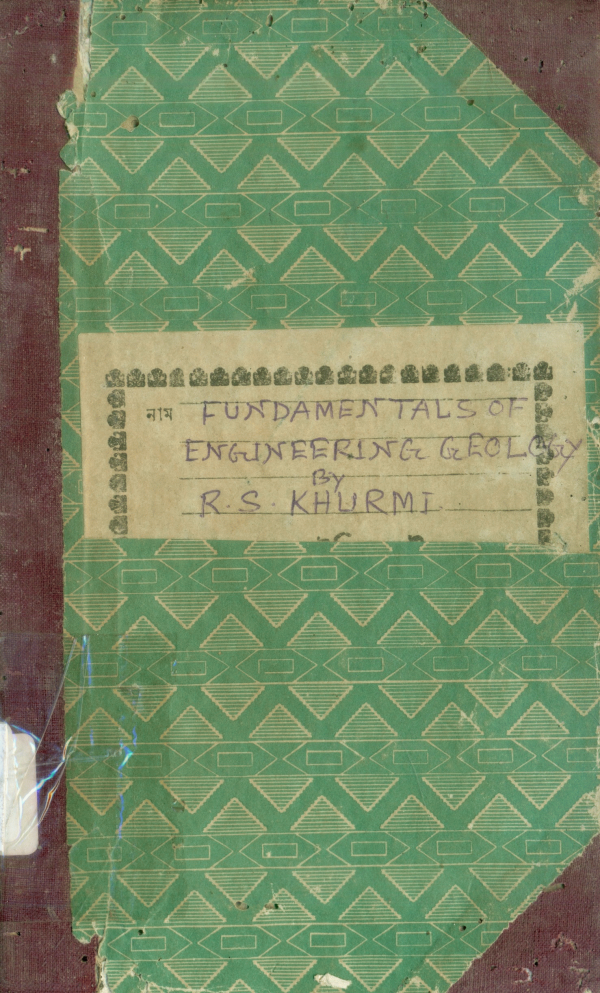 নাম FUNDAMENTALS OF
ENGINEERING GEOLOGY
BY
R. S. KHURMI